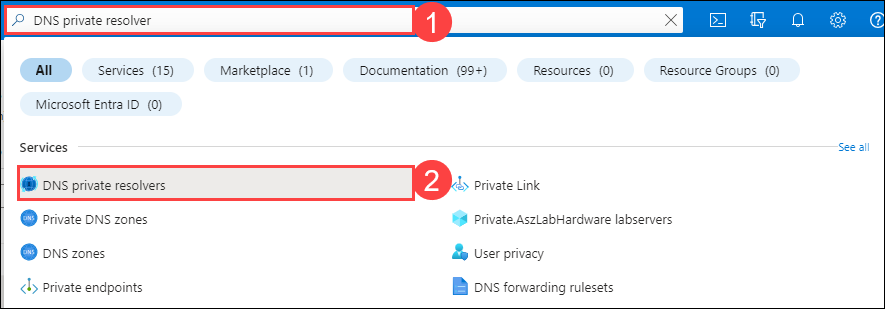 DNS private resolver
1
All
Services (15)
Marketplace (1)
Documentation (99+)
Resources (0)
Resource Groups (0)
Microsoft Entra ID (0)
Services
See all
DNS private resolvers
2
Private Link
Private DNS zones
Private.AszLabHardware labservers
DNS zones
User privacy
Private endpoints
DNS forwarding rulesets